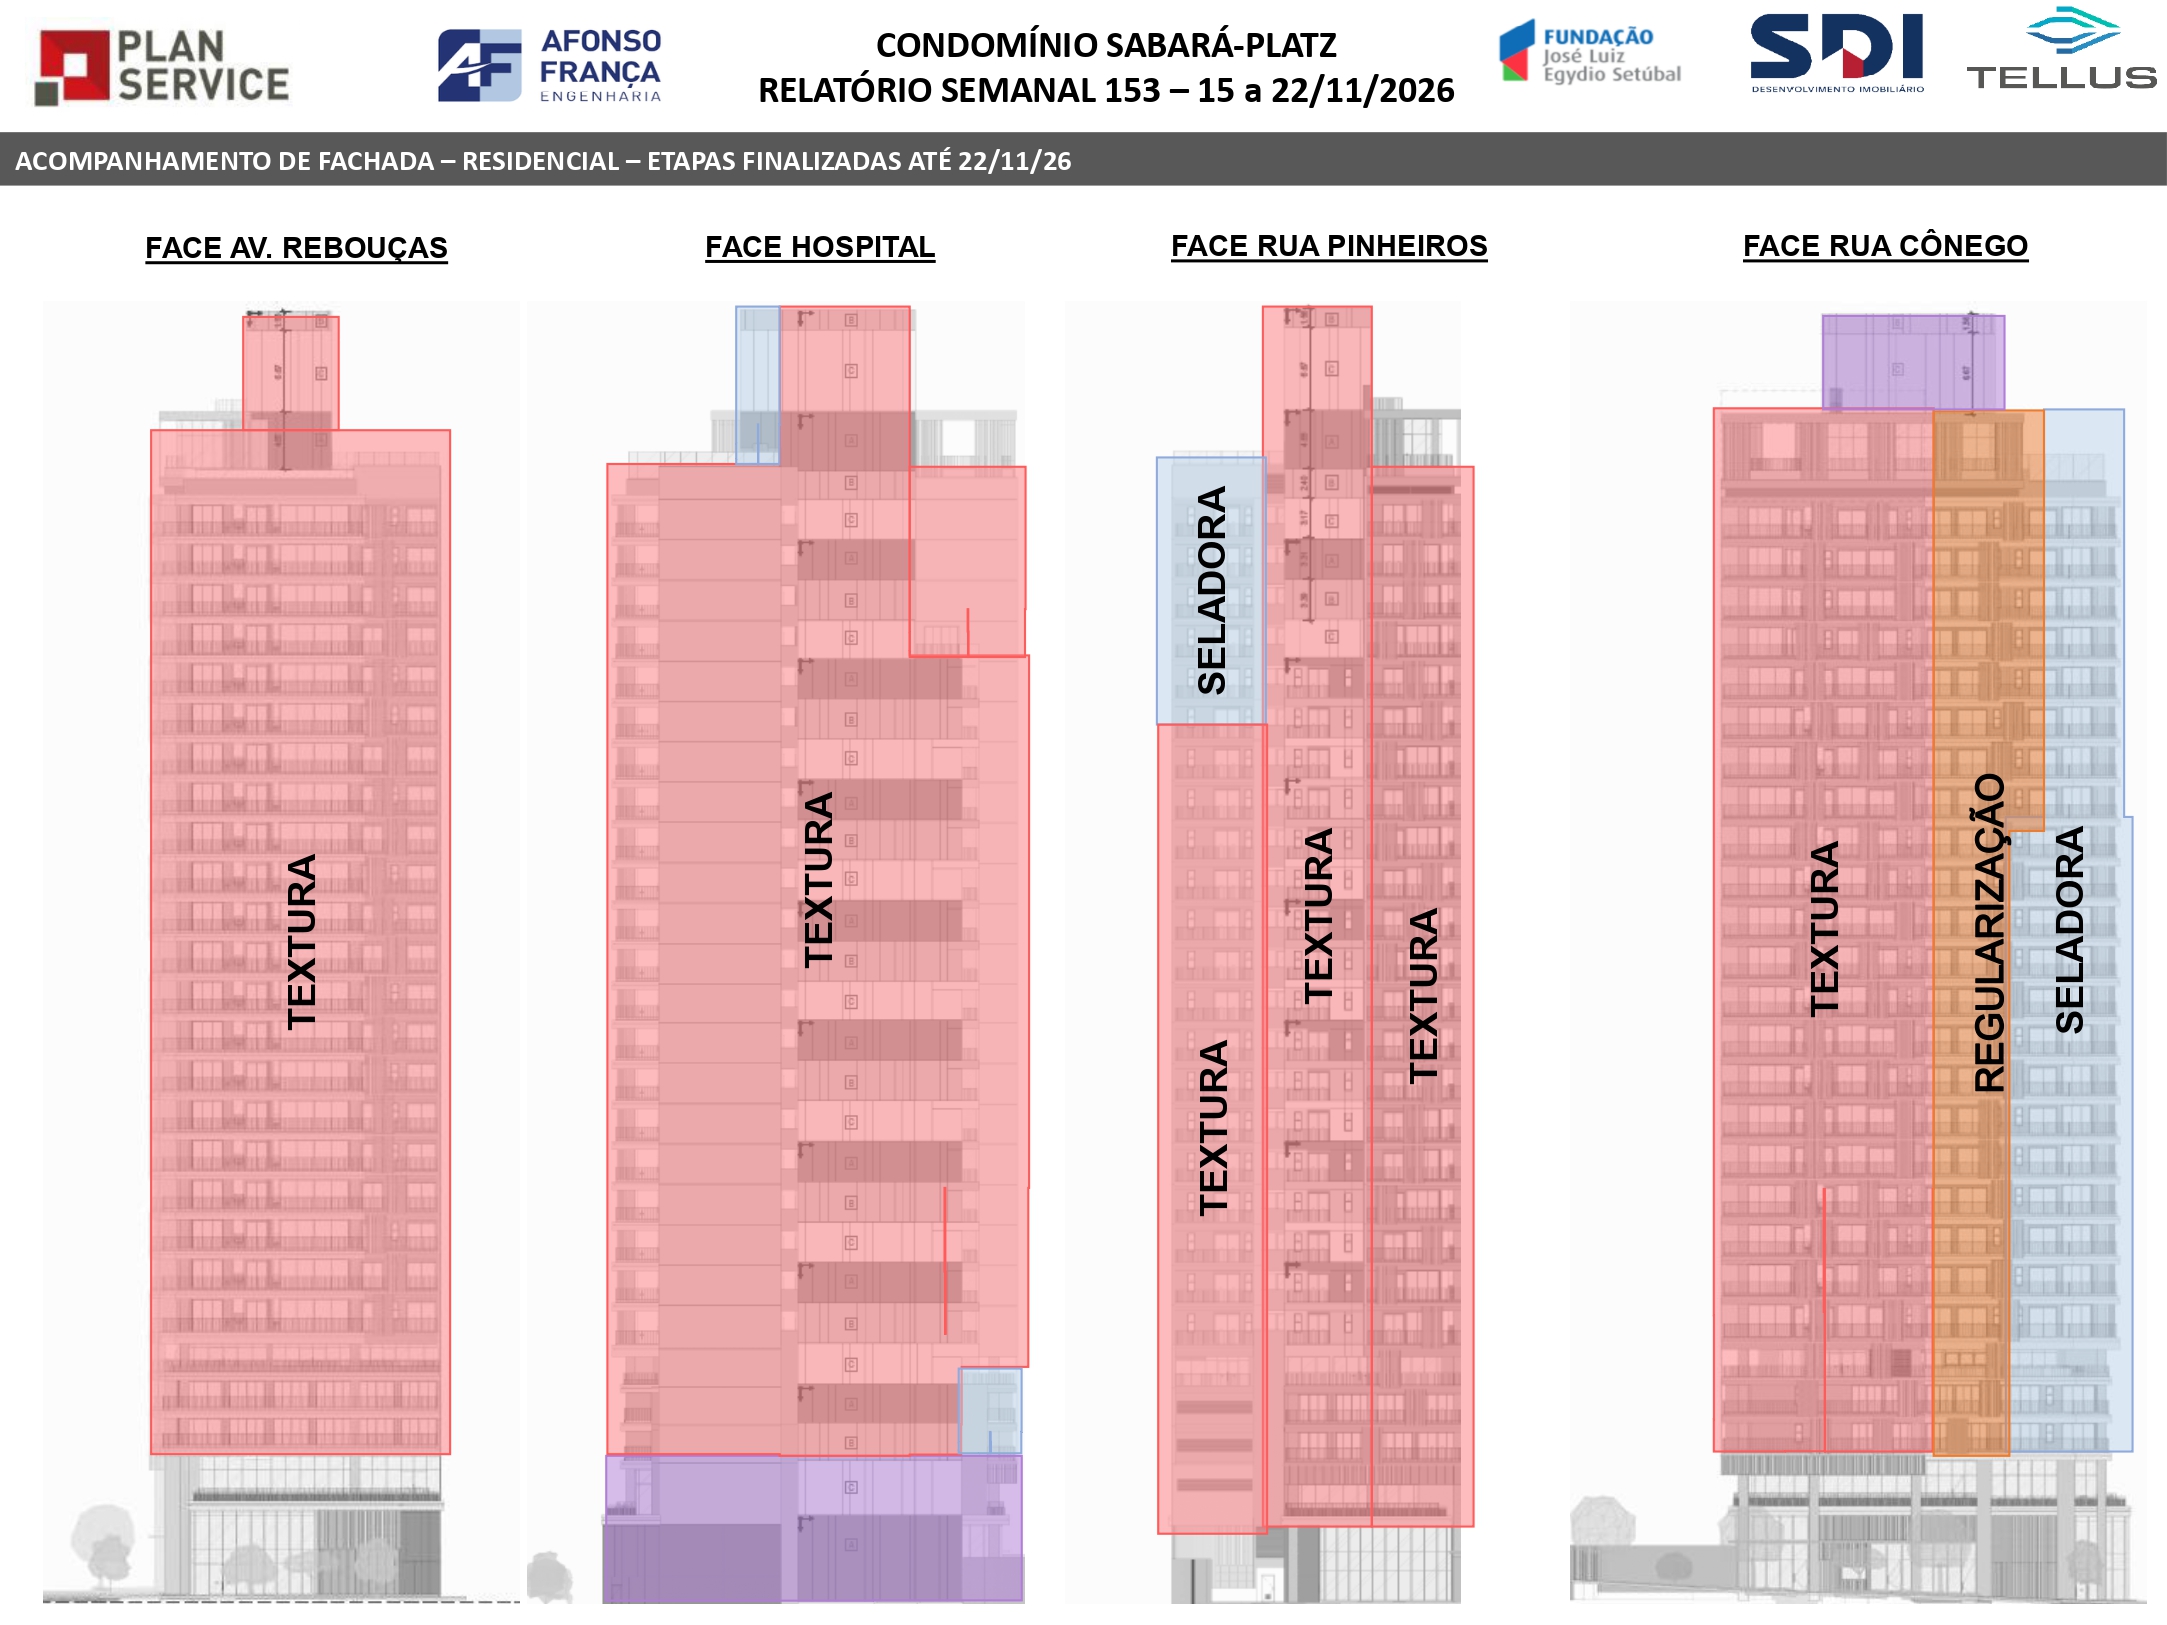 PLAN
SERVICE
AF
AFONSO
FRANÇA
ENGENHARIA
CONDOMÍNIO SABARÁ-PLATZ
RELATÓRIO SEMANAL 153 – 15 a 22/11/2026
FUNDAÇÃO
José Luiz
Egydio Setúbal
SDI
DESENVOLVIMENTO IMOBILIÁRIO
TELLUS
ACOMPANHAMENTO DE FACHADA – RESIDENCIAL – ETAPAS FINALIZADAS ATÉ 22/11/26
FACE AV. REBOUÇAS
FACE HOSPITAL
FACE RUA PINHEIROS
FACE RUA CÔNEGO
TEXTURA
TEXTURA
SELADORA
TEXTURA
TEXTURA
TEXTURA
TEXTURA
REGULARIZAÇÃO
SELADORA